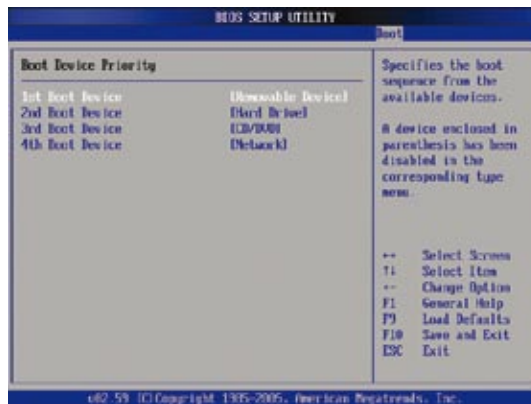 BIOS SETUP UTILITY
Boot
Boot Device Priority
1st Boot Device [Removable Device]
2nd Boot Device [Hard Drive]
3rd Boot Device [CD/DVD]
4th Boot Device [Network]
Specifies the boot
sequence from the
available devices.
A device enclosed in
parenthesis has been
disabled in the
corresponding type
menu.
↔ Select Screen
↑↓ Select Item
+- Change Option
F1 General Help
F9 Load Defaults
F10 Save and Exit
ESC Exit
v02.59 (C)Copyright 1985-2005, American Megatrends, Inc.